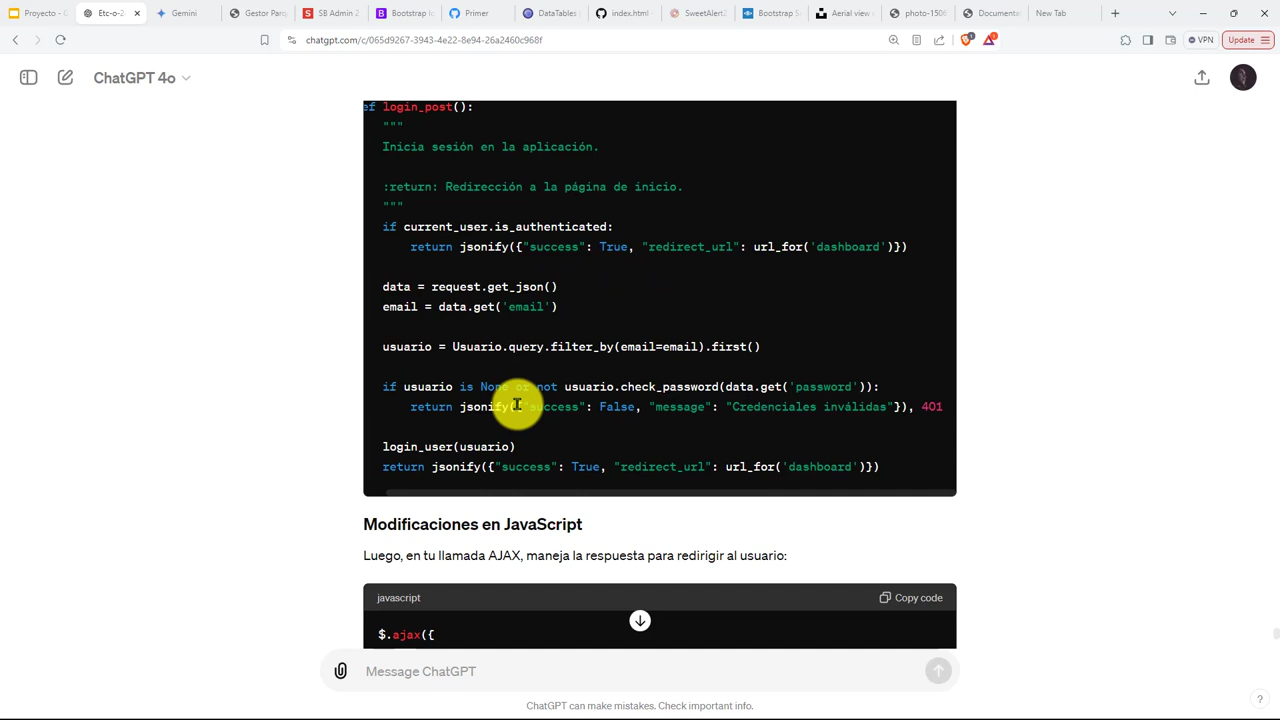 Proyecto - G
Etc-o-2
Gemini
Gestor Parq
SB Admin 2
Bootstrap Ic
Primer
DataTables |
index.html ·
SweetAlert2
Bootstrap S
Aerial view o
photo-1506
Documento
New Tab
chatgpt.com/c/065d9267-3943-4e22-8e94-26a2460c968f
VPN
Update
ChatGPT 4o
ef login_post():
"""
Inicia sesión en la aplicación.
:return: Redirección a la página de inicio.
"""
if current_user.is_authenticated:
return jsonify({"success": True, "redirect_url": url_for('dashboard')})
data = request.get_json()
email = data.get('email')
usuario = Usuario.query.filter_by(email=email).first()
if usuario is None or not usuario.check_password(data.get('password')):
return jsonify({"success": False, "message": "Credenciales inválidas"}), 401
login_user(usuario)
return jsonify({"success": True, "redirect_url": url_for('dashboard')})
Modificaciones en JavaScript
Luego, en tu llamada AJAX, maneja la respuesta para redirigir al usuario:
javascript
Copy code
$.ajax({
Message ChatGPT
ChatGPT can make mistakes. Check important info.
?